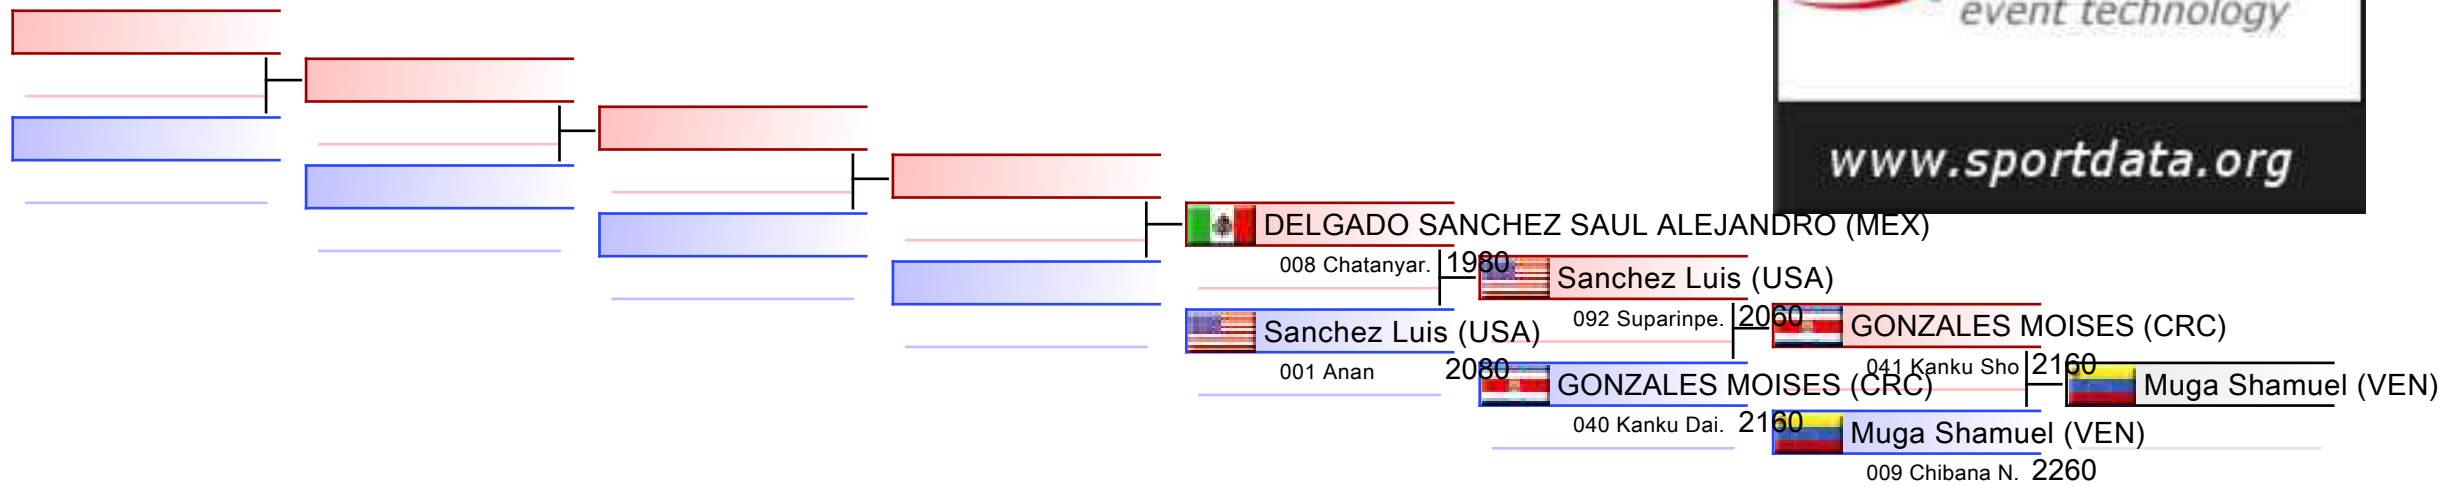 event technology
www.sportdata.org
DELGADO SANCHEZ SAUL ALEJANDRO (MEX)
008 Chatanyar. 1980
Sanchez Luis (USA)
001 Anan 2080
Sanchez Luis (USA)
092 Suparinpe. 2060
GONZALES MOISES (CRC)
040 Kanku Dai. 2160
GONZALES MOISES (CRC)
041 Kanku Sho 2160
Muga Shamuel (VEN)
009 Chibana N. 2260
Muga Shamuel (VEN)